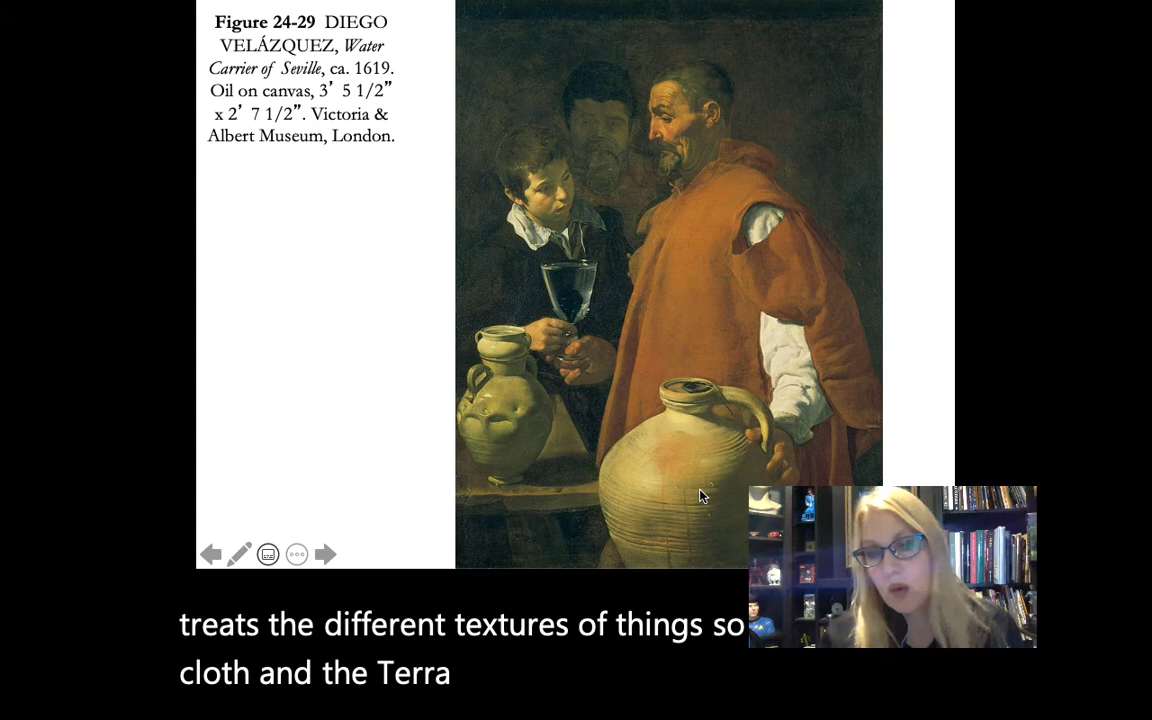 Figure 24-29 DIEGO
VELÁZQUEZ, Water
Carrier of Seville, ca. 1619.
Oil on canvas, 3’ 5 1/2”
x 2’ 7 1/2”. Victoria &
Albert Museum, London.
treats the different textures of things so
cloth and the Terra